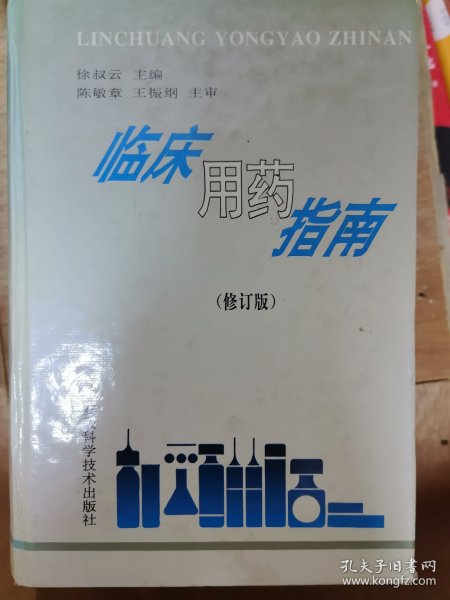 LINCHUANG YONGYAO ZHINAN
徐叔云 主编
陈敏章 王振纲 主审
临床
用药
指南
(修订版)
科学技术出版社
孔夫子旧书网
www.kongfz.com